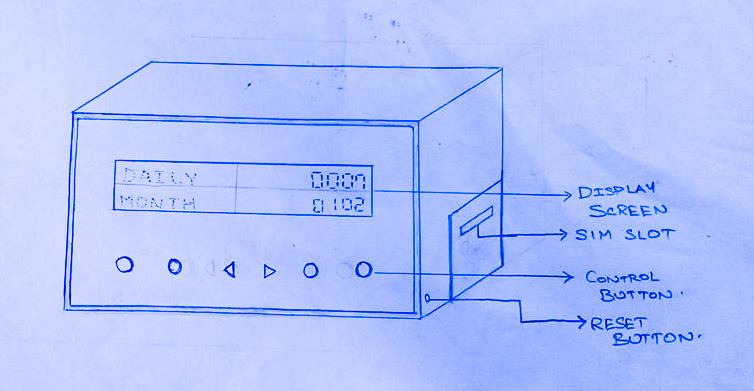 DAILY 0007
MONTH 0102
DISPLAY
SCREEN
SIM SLOT
CONTROL
BUTTON.
RESET
BUTTON.